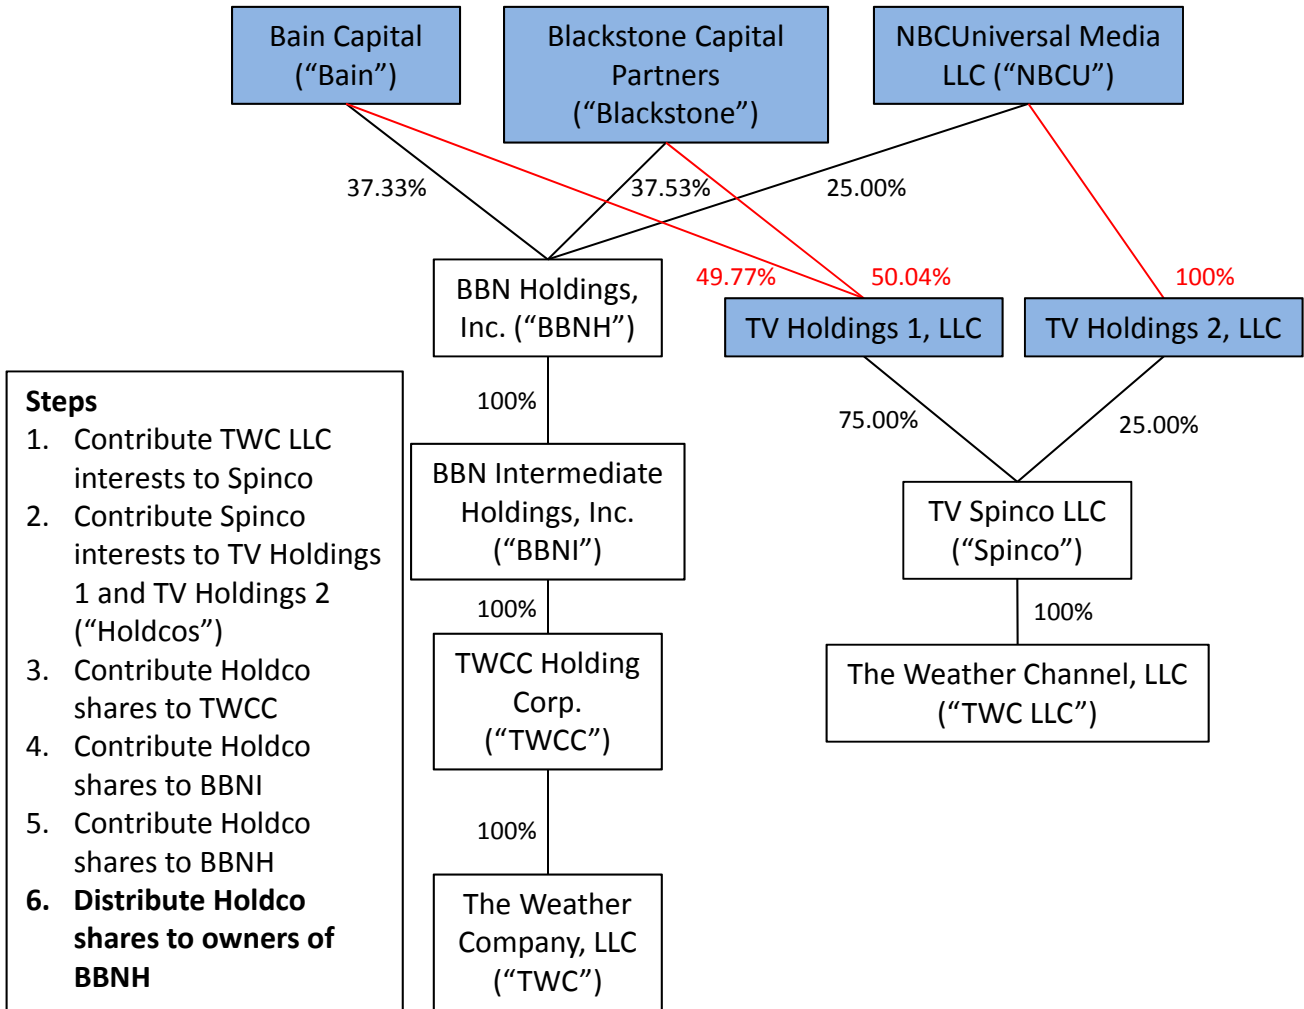 Bain Capital
(“Bain”)
Blackstone Capital
Partners
(“Blackstone”)
NBCUniversal Media
LLC (“NBCU”)
37.33%
37.53%
25.00%
49.77%
50.04%
100%
BBN Holdings,
Inc. (“BBNH”)
TV Holdings 1, LLC
TV Holdings 2, LLC
100%
75.00%
25.00%
BBN Intermediate
Holdings, Inc.
(“BBNI”)
TV Spinco LLC
(“Spinco”)
100%
100%
TWCC Holding
Corp.
(“TWCC”)
The Weather Channel, LLC
(“TWC LLC”)
100%
The Weather
Company, LLC
(“TWC”)
Steps
1. Contribute TWC LLC
interests to Spinco
2. Contribute Spinco
interests to TV Holdings
1 and TV Holdings 2
(“Holdcos”)
3. Contribute Holdco
shares to TWCC
4. Contribute Holdco
shares to BBNI
5. Contribute Holdco
shares to BBNH
6. Distribute Holdco
shares to owners of
BBNH